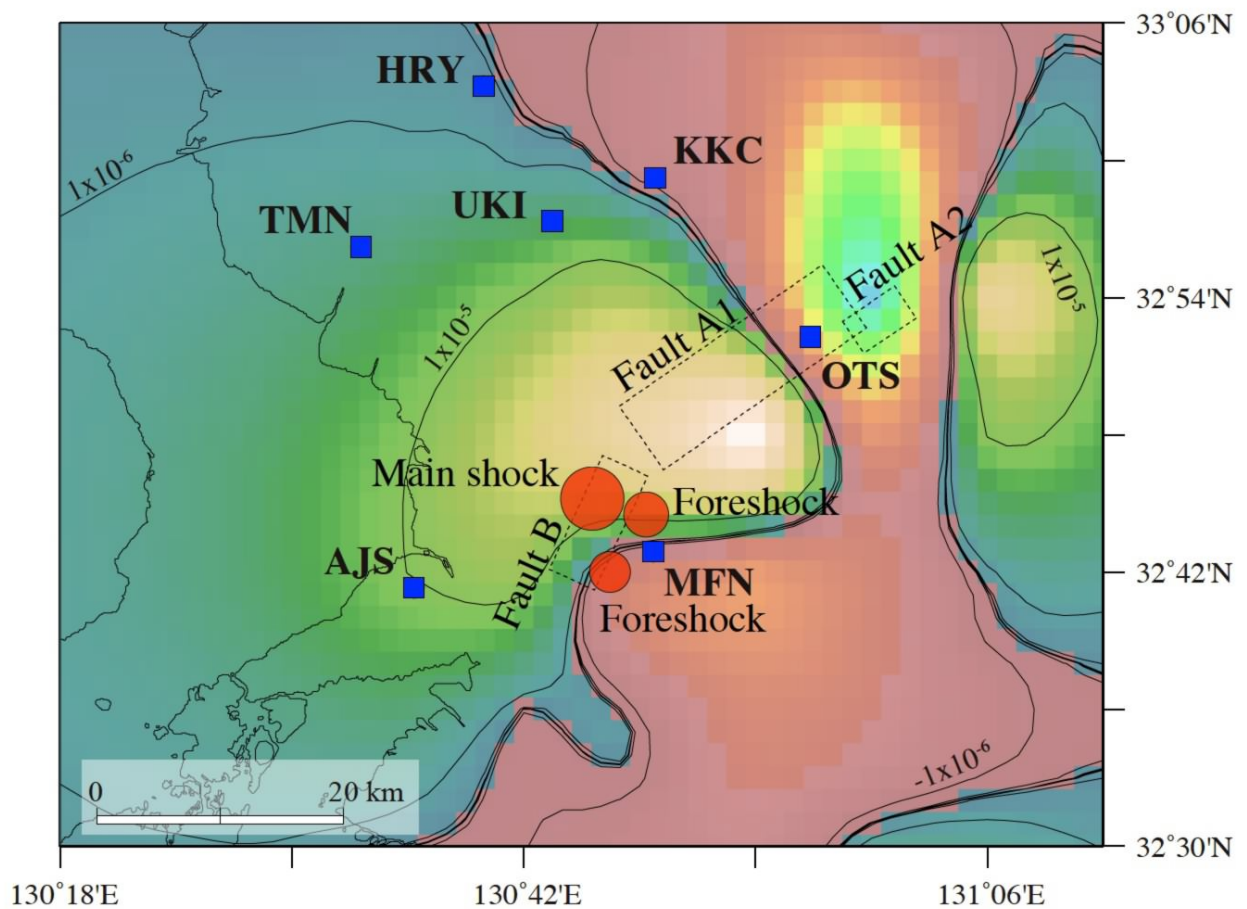 33°06'N
HRY
KKC
1x10⁻⁶
UKI
TMN
Fault A2
1x10⁻⁵
32°54'N
1x10⁻⁵
Fault A1
OTS
Main shock
Foreshock
Fault B
AJS
MFN
32°42'N
Foreshock
-1x10⁻⁶
0 20 km
32°30'N
130°18'E 130°42'E 131°06'E